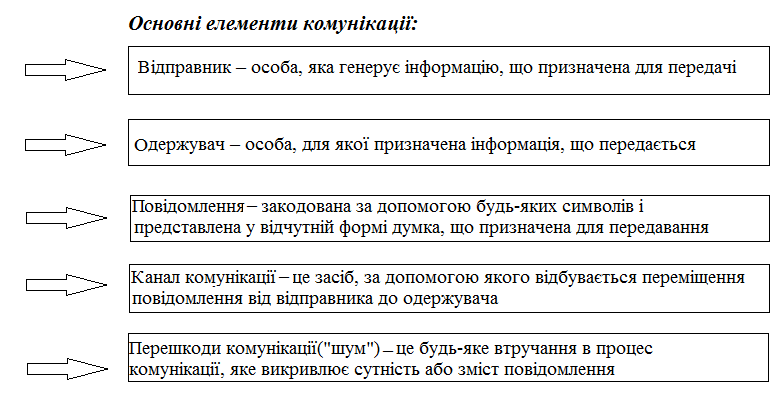 Основні елементи комунікації:
Відправник – особа, яка генерує інформацію, що призначена для передачі
Одержувач – особа, для якої призначена інформація, що передається
Повідомлення – закодована за допомогою будь-яких символів і
представлена у відчутній формі думка, що призначена для передавання
Канал комунікації – це засіб, за допомогою якого відбувається переміщення
повідомлення від відправника до одержувача
Перешкоди комунікації("шум") – це будь-яке втручання в процес
комунікації, яке викривлює сутність або зміст повідомлення